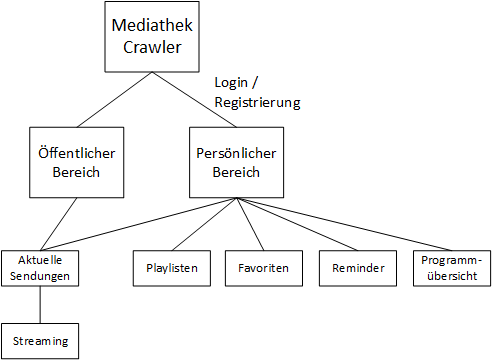 Mediathek
Crawler
Login /
Registrierung
Öffentlicher
Bereich
Persönlicher
Bereich
Aktuelle
Sendungen
Playlisten
Favoriten
Reminder
Programm-
übersicht
Streaming